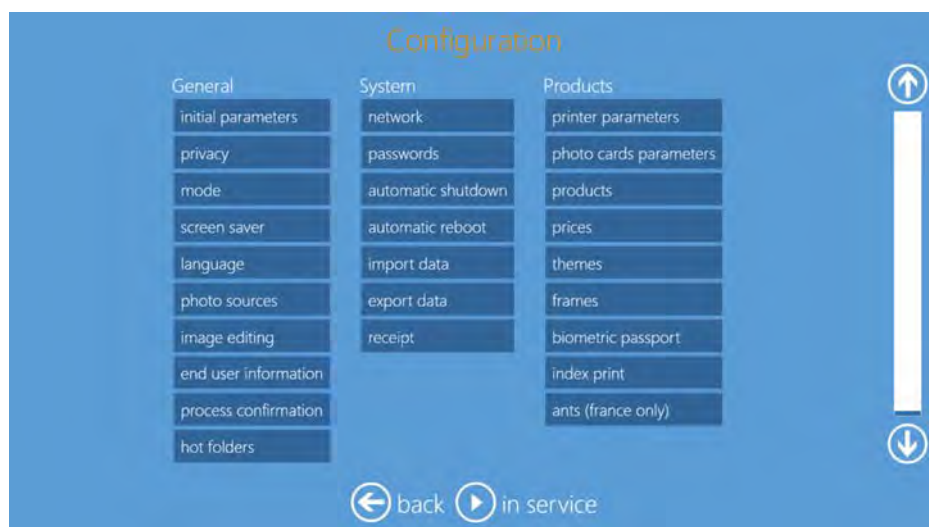 Configuration
General
initial parameters
privacy
mode
screen saver
language
photo sources
image editing
end user information
process confirmation
hot folders
System
network
passwords
automatic shutdown
automatic reboot
import data
export data
receipt
Products
printer parameters
photo cards parameters
products
prices
themes
frames
biometric passport
index print
ants (france only)
back in service